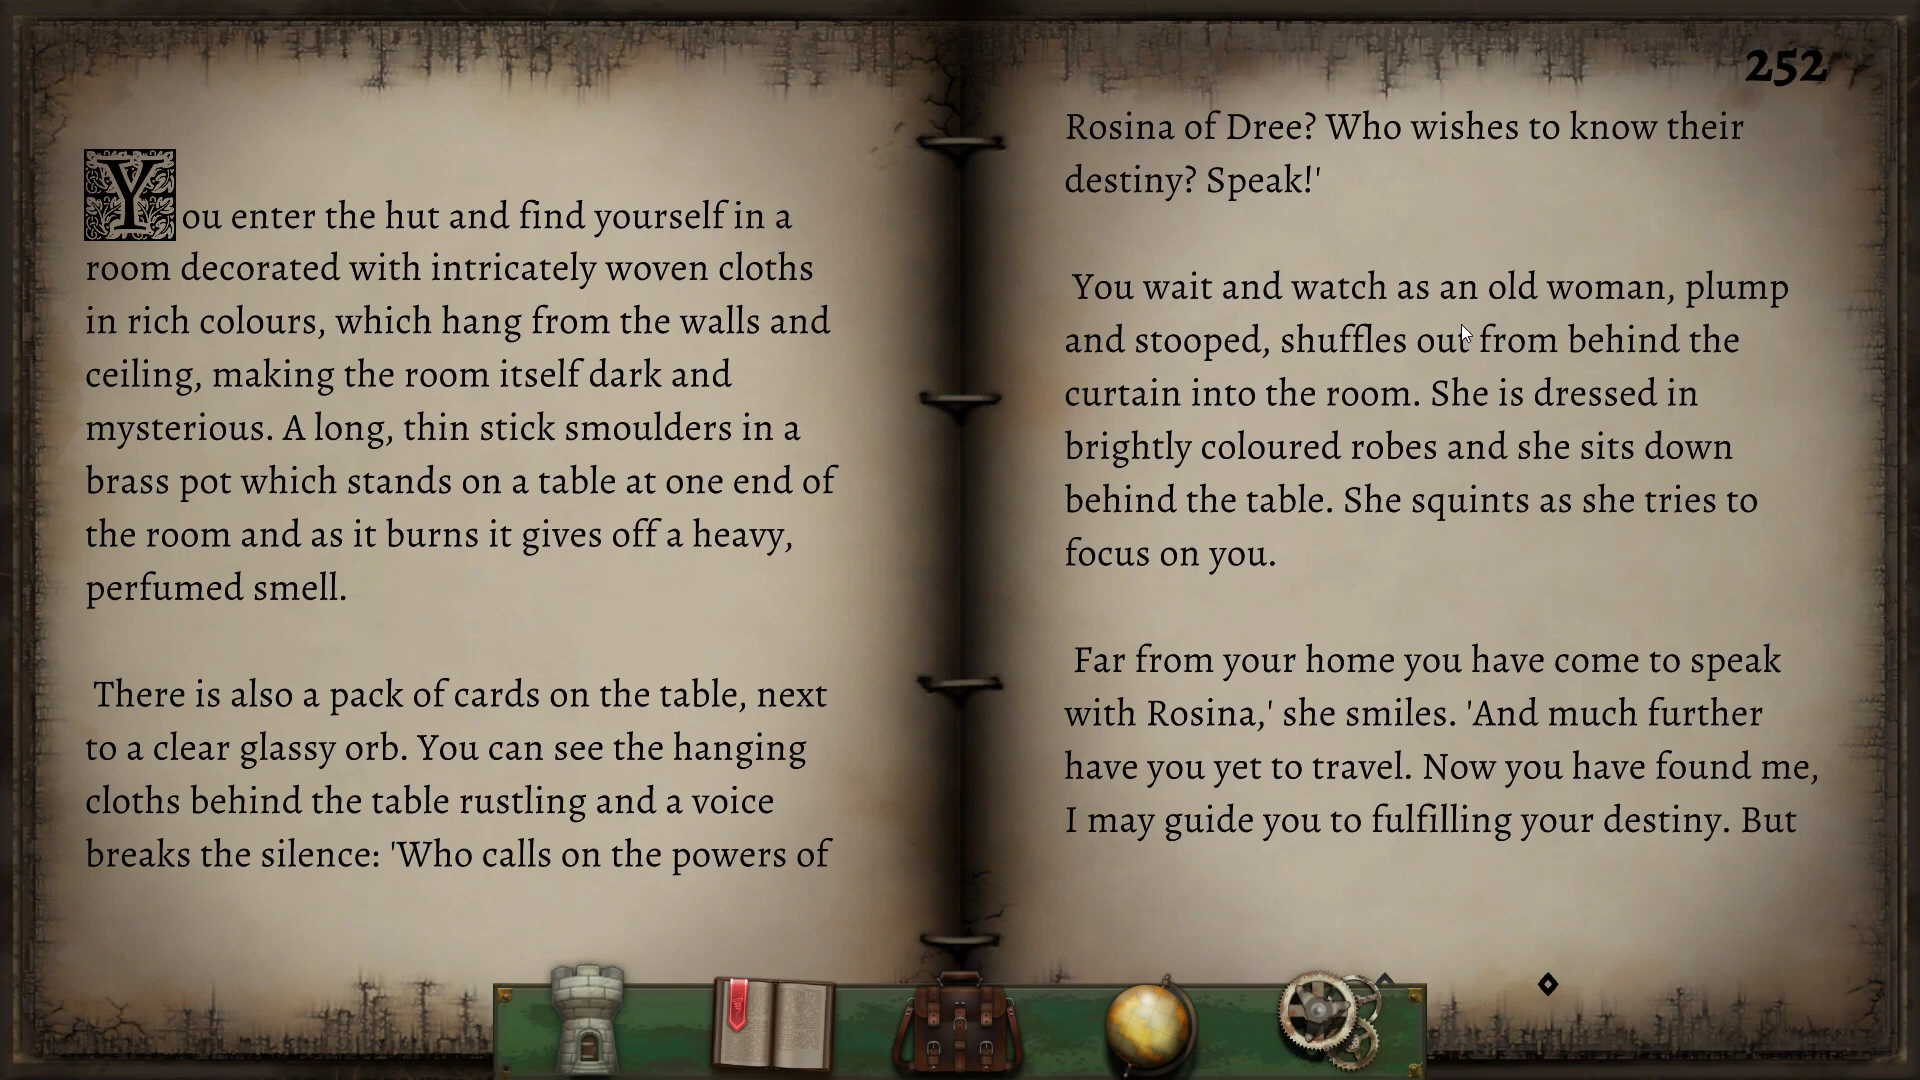 You enter the hut and find yourself in a
room decorated with intricately woven cloths
in rich colours, which hang from the walls and
ceiling, making the room itself dark and
mysterious. A long, thin stick smoulders in a
brass pot which stands on a table at one end of
the room and as it burns it gives off a heavy,
perfumed smell.
There is also a pack of cards on the table, next
to a clear glassy orb. You can see the hanging
cloths behind the table rustling and a voice
breaks the silence: 'Who calls on the powers of
252
Rosina of Dree? Who wishes to know their
destiny? Speak!'
You wait and watch as an old woman, plump
and stooped, shuffles out from behind the
curtain into the room. She is dressed in
brightly coloured robes and she sits down
behind the table. She squints as she tries to
focus on you.
Far from your home you have come to speak
with Rosina,' she smiles. 'And much further
have you yet to travel. Now you have found me,
I may guide you to fulfilling your destiny. But